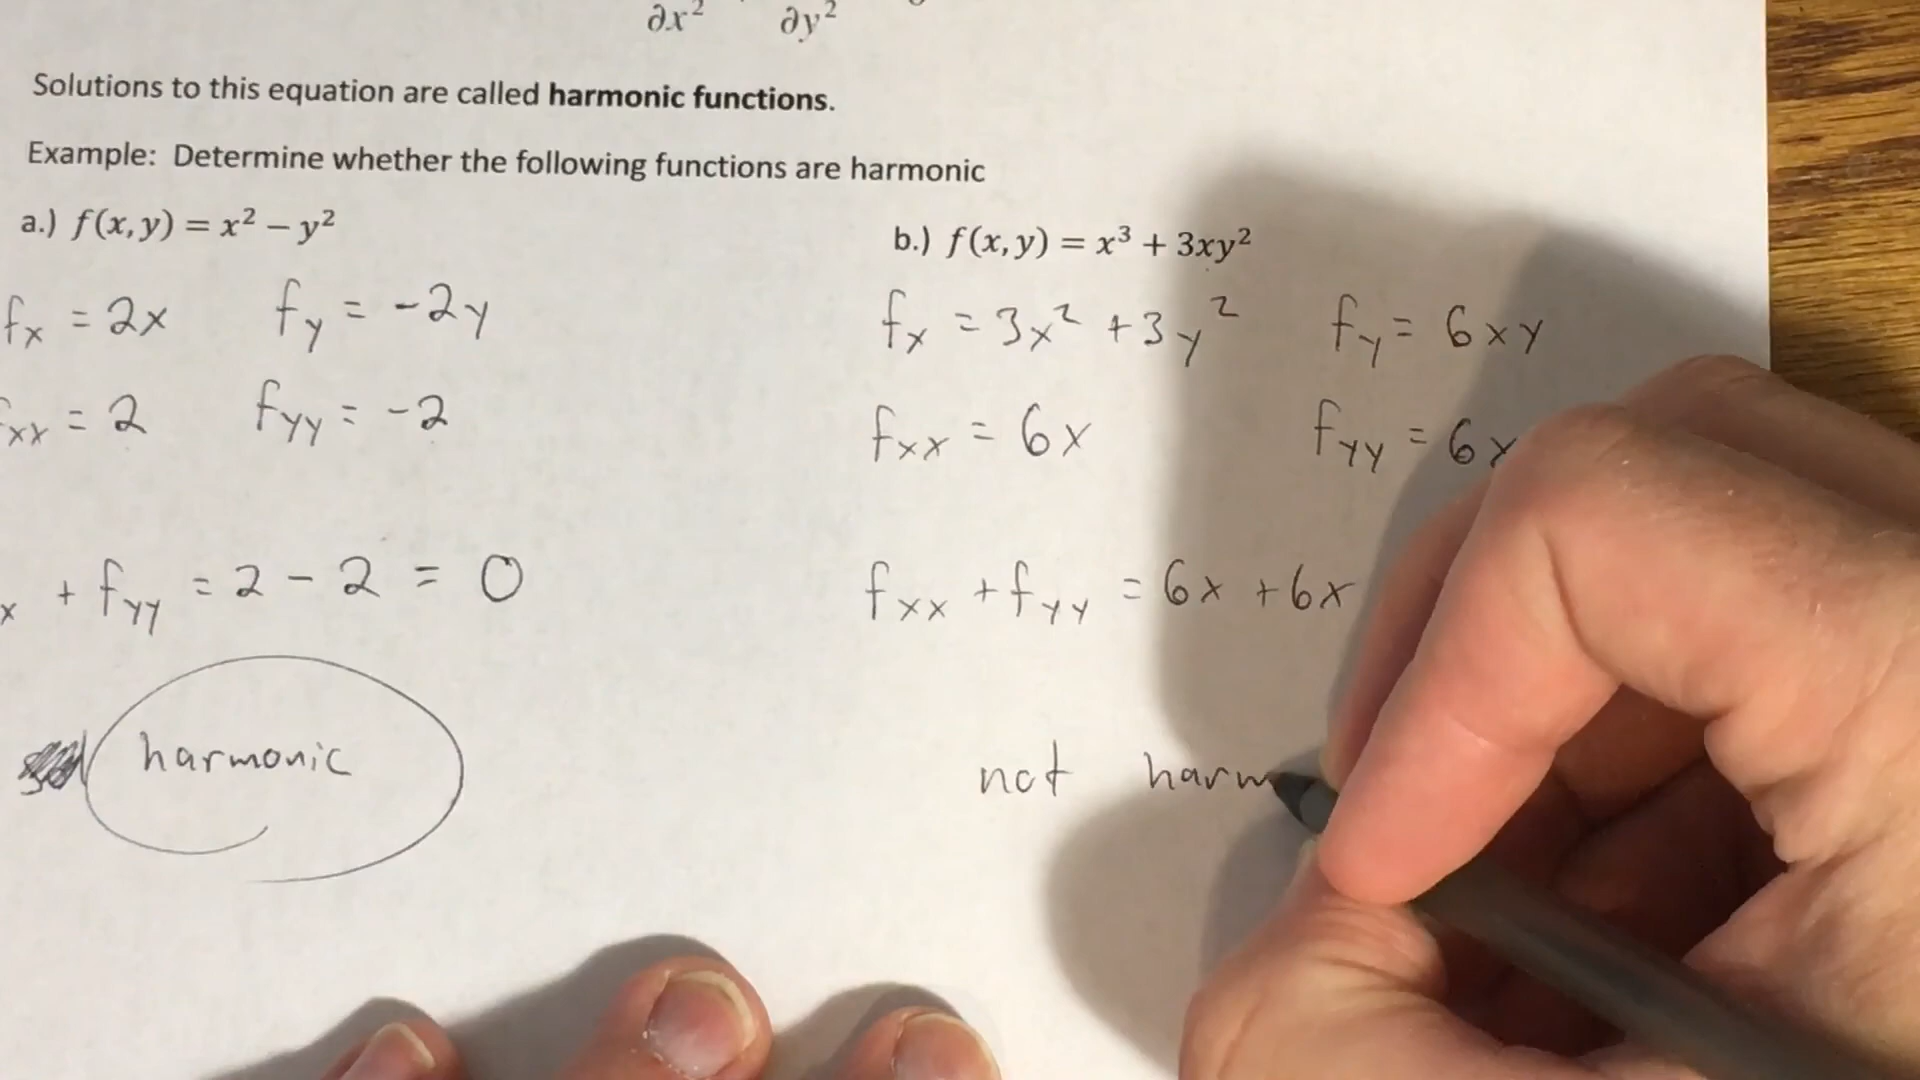 ∂x² ∂y²
Solutions to this equation are called harmonic functions.
Example: Determine whether the following functions are harmonic
a.) f(x, y) = x² − y²
b.) f(x, y) = x³ + 3xy²
fx = 2x fy = -2y
fx = 3x² + 3y² fy = 6xy
xx = 2 fyy = -2
fxx = 6x fyy = 6x
x + fyy = 2 - 2 = 0
fxx + fyy = 6x + 6x
harmonic
not harm